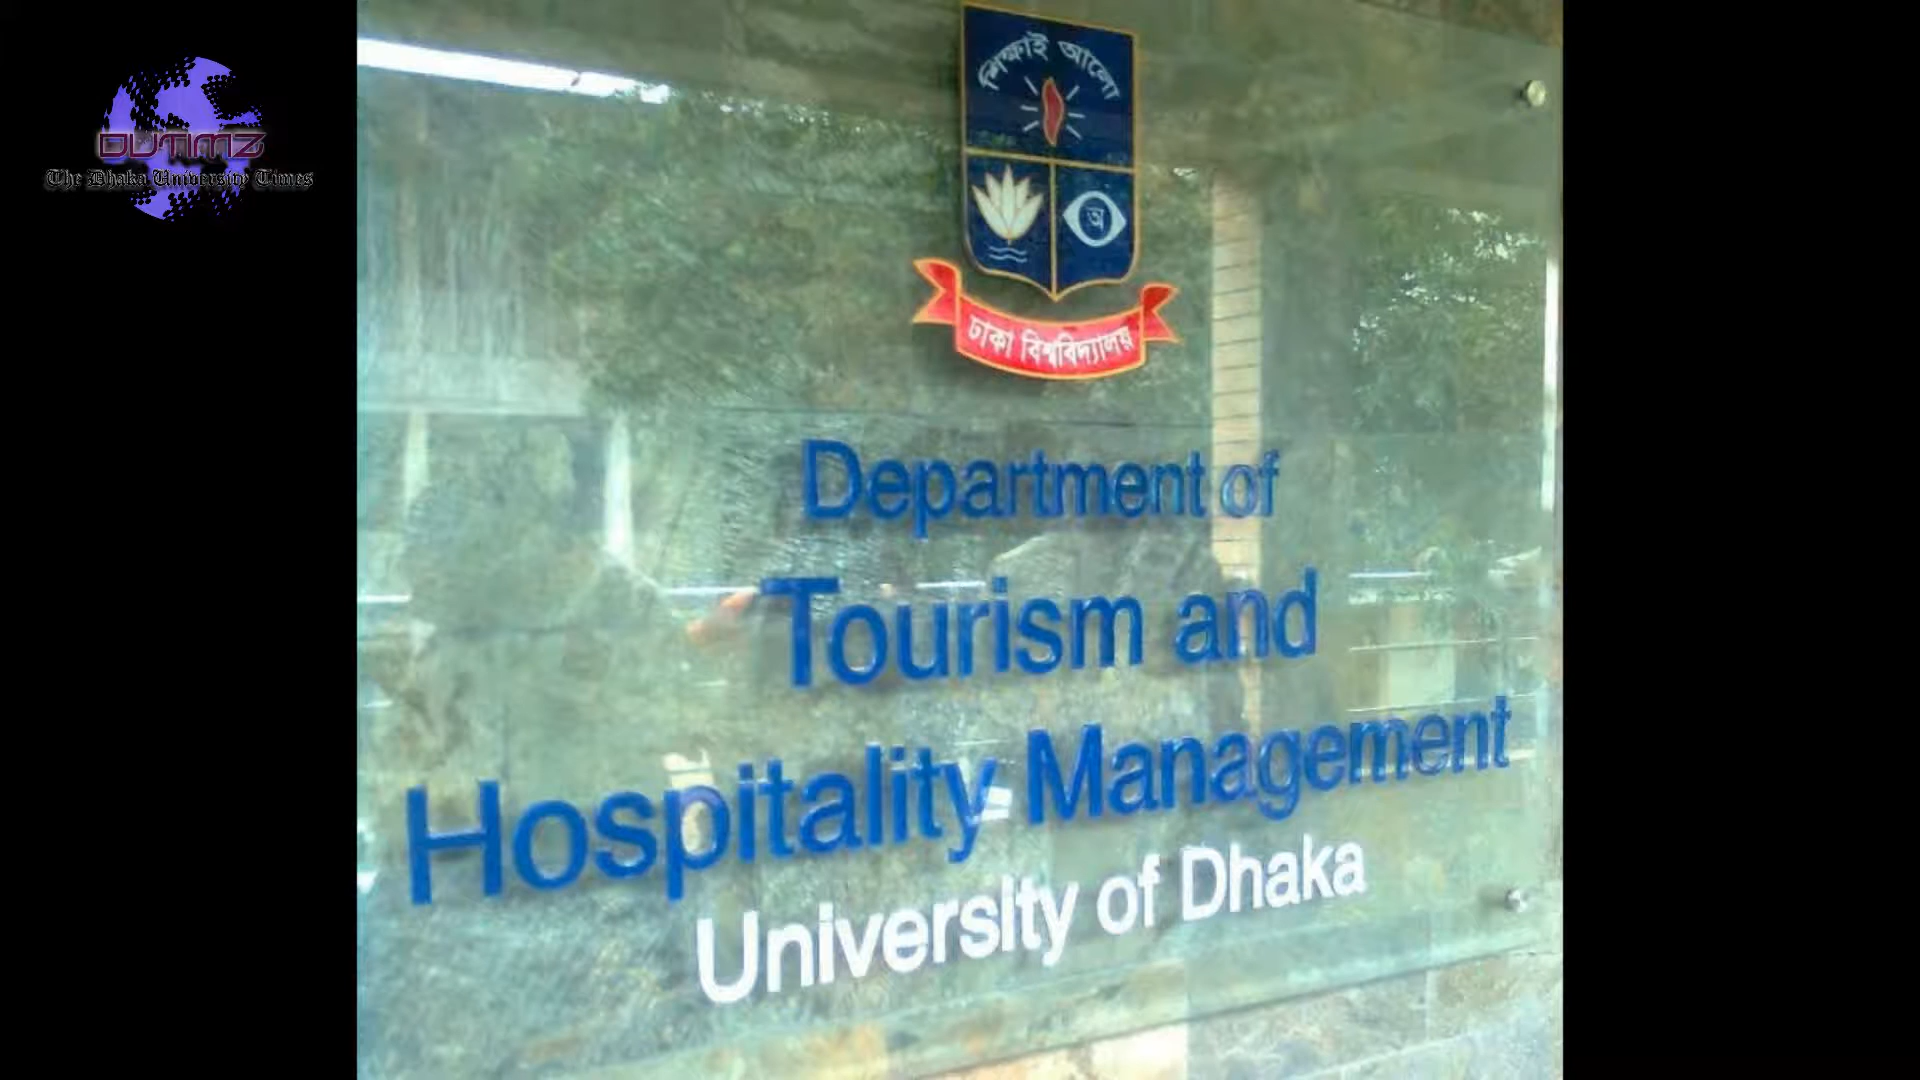 DUTIMZ
The Dhaka University Times
শিক্ষাই আলো
অ
ঢাকা বিশ্ববিদ্যালয়
Department of
Tourism and
Hospitality Management
University of Dhaka